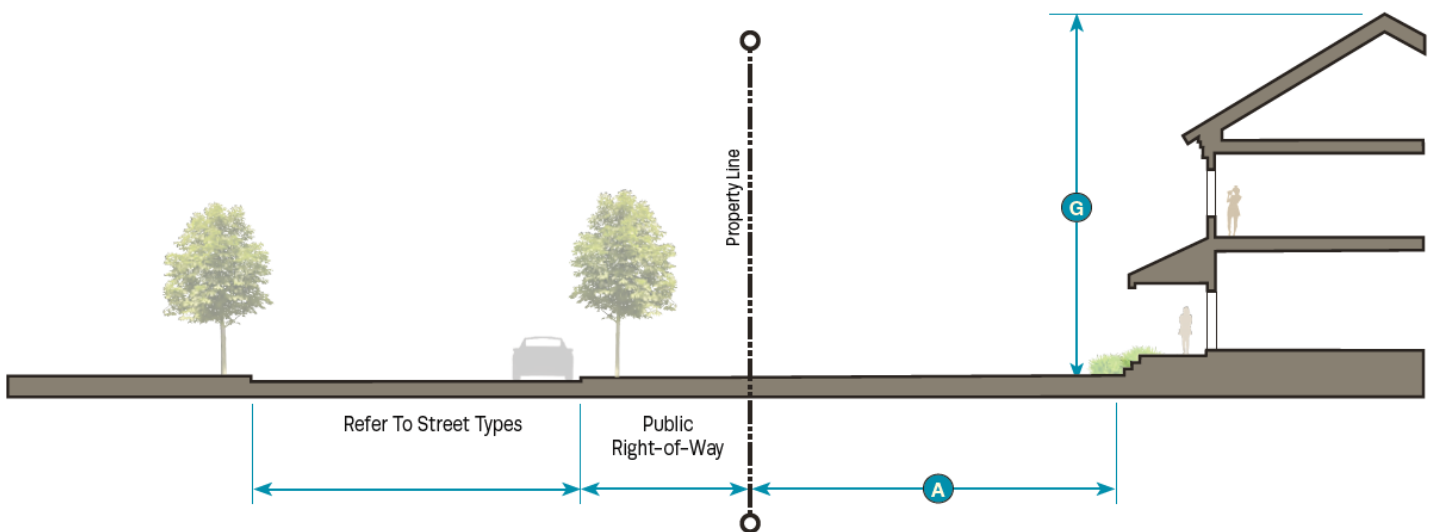 Property Line
G
Refer To Street Types
Public
Right-of-Way
A